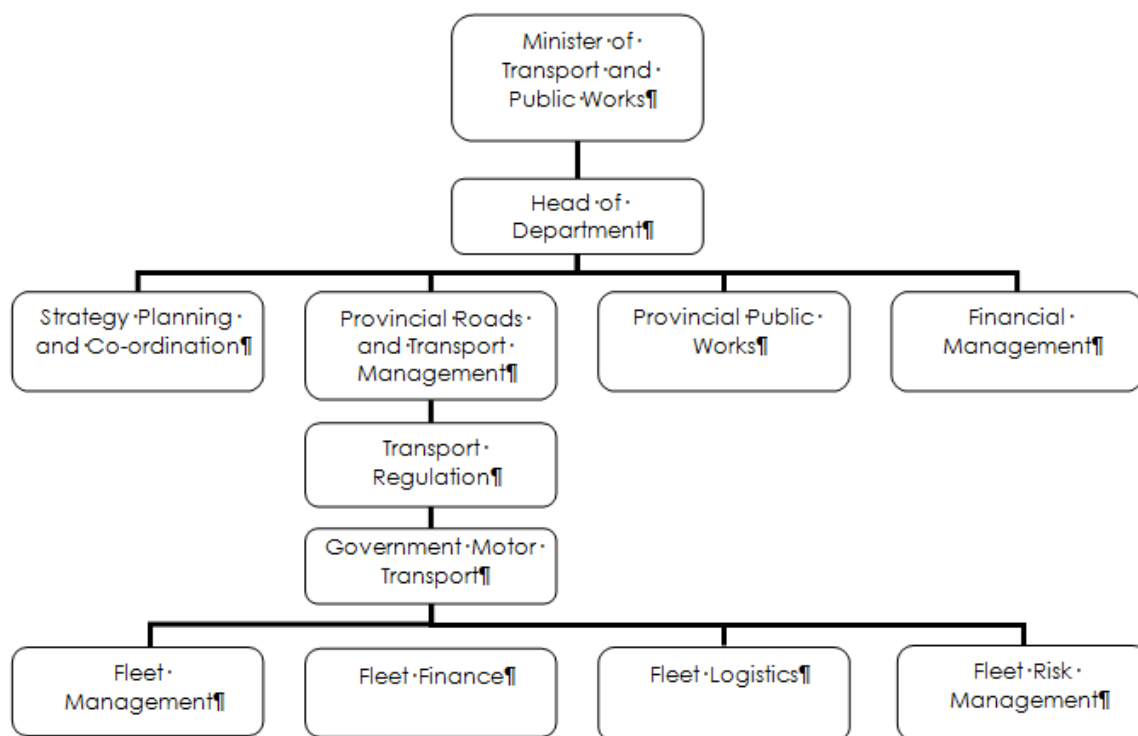 Minister·of·
Transport·and·
Public·Works¶
Head·of·
Department¶
Strategy·Planning·
and·Co-ordination¶
Provincial·Roads·
and·Transport·
Management¶
Provincial·Public·
Works¶
Financial·
Management¶
Transport·
Regulation¶
Government·Motor·
Transport¶
Fleet·
Management¶
Fleet·Finance¶
Fleet·Logistics¶
Fleet·Risk·
Management¶